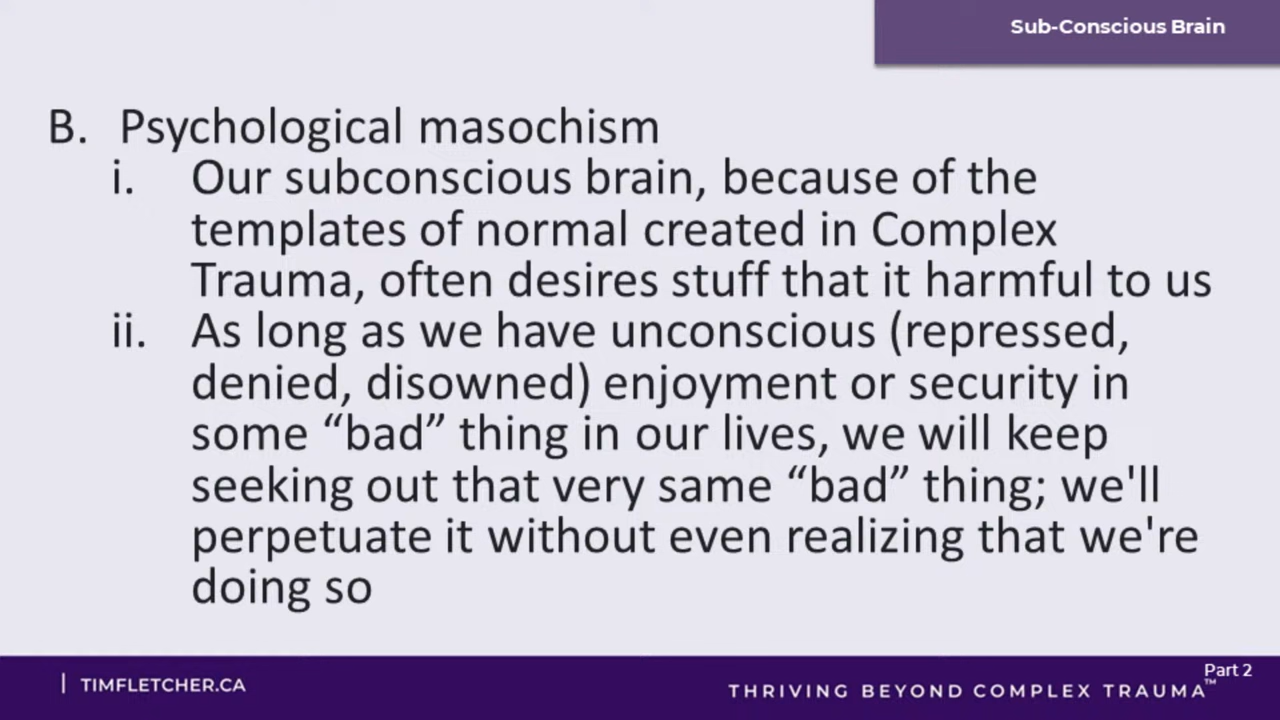 Sub-Conscious Brain
B. Psychological masochism
i. Our subconscious brain, because of the
templates of normal created in Complex
Trauma, often desires stuff that it harmful to us
ii. As long as we have unconscious (repressed,
denied, disowned) enjoyment or security in
some “bad” thing in our lives, we will keep
seeking out that very same “bad” thing; we'll
perpetuate it without even realizing that we're
doing so
| TIMFLETCHER.CA
Part 2
THRIVING BEYOND COMPLEX TRAUMA™